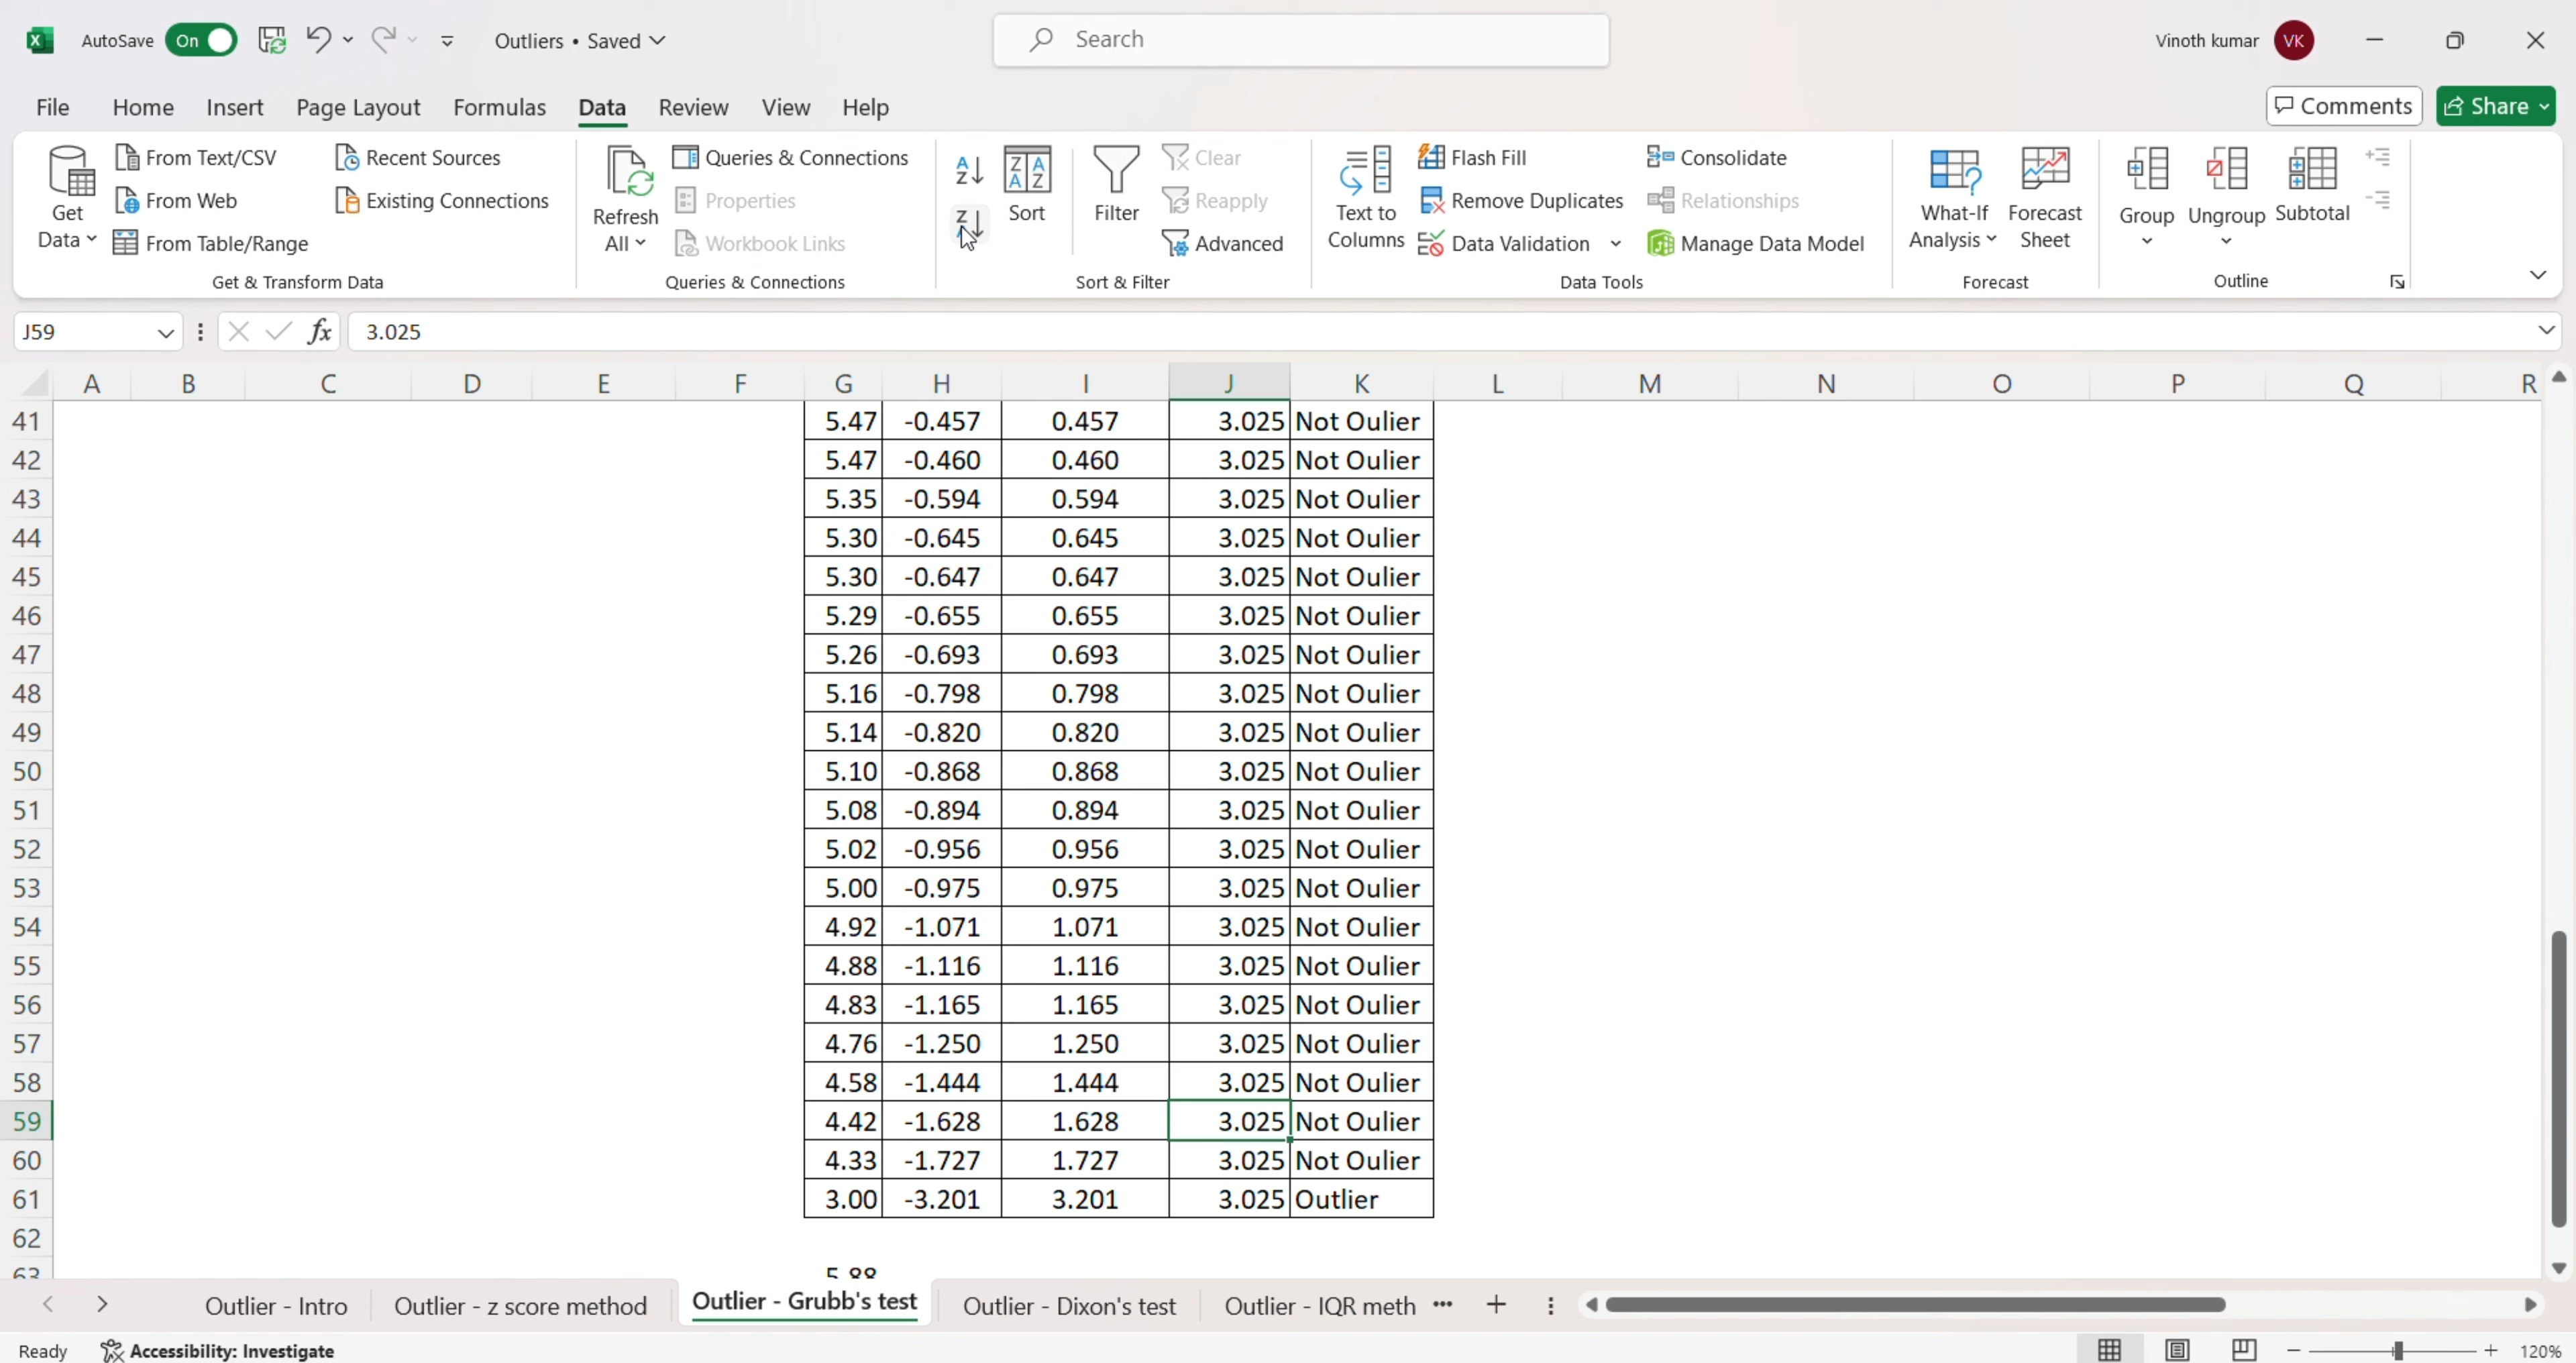 AutoSave On Outliers • Saved Search Vinoth kumar VK
File Home Insert Page Layout Formulas Data Review View Help Comments Share
Get Data From Text/CSV From Web From Table/Range Recent Sources Existing Connections
Get & Transform Data
Refresh All Queries & Connections Properties Workbook Links
Queries & Connections
Sort Filter Clear Reapply Advanced
Sort & Filter
Text to Columns Flash Fill Remove Duplicates Data Validation Consolidate Relationships Manage Data Model
Data Tools
What-If Analysis Forecast Sheet
Forecast
Group Ungroup Subtotal
Outline
J59 fx 3.025
A B C D E F G H I J K L M N O P Q R
41 5.47 -0.457 0.457 3.025 Not Oulier
42 5.47 -0.460 0.460 3.025 Not Oulier
43 5.35 -0.594 0.594 3.025 Not Oulier
44 5.30 -0.645 0.645 3.025 Not Oulier
45 5.30 -0.647 0.647 3.025 Not Oulier
46 5.29 -0.655 0.655 3.025 Not Oulier
47 5.26 -0.693 0.693 3.025 Not Oulier
48 5.16 -0.798 0.798 3.025 Not Oulier
49 5.14 -0.820 0.820 3.025 Not Oulier
50 5.10 -0.868 0.868 3.025 Not Oulier
51 5.08 -0.894 0.894 3.025 Not Oulier
52 5.02 -0.956 0.956 3.025 Not Oulier
53 5.00 -0.975 0.975 3.025 Not Oulier
54 4.92 -1.071 1.071 3.025 Not Oulier
55 4.88 -1.116 1.116 3.025 Not Oulier
56 4.83 -1.165 1.165 3.025 Not Oulier
57 4.76 -1.250 1.250 3.025 Not Oulier
58 4.58 -1.444 1.444 3.025 Not Oulier
59 4.42 -1.628 1.628 3.025 Not Oulier
60 4.33 -1.727 1.727 3.025 Not Oulier
61 3.00 -3.201 3.201 3.025 Outlier
62
63 5.88
Outlier - Intro Outlier - z score method Outlier - Grubb's test Outlier - Dixon's test Outlier - IQR meth
Ready Accessibility: Investigate 120%